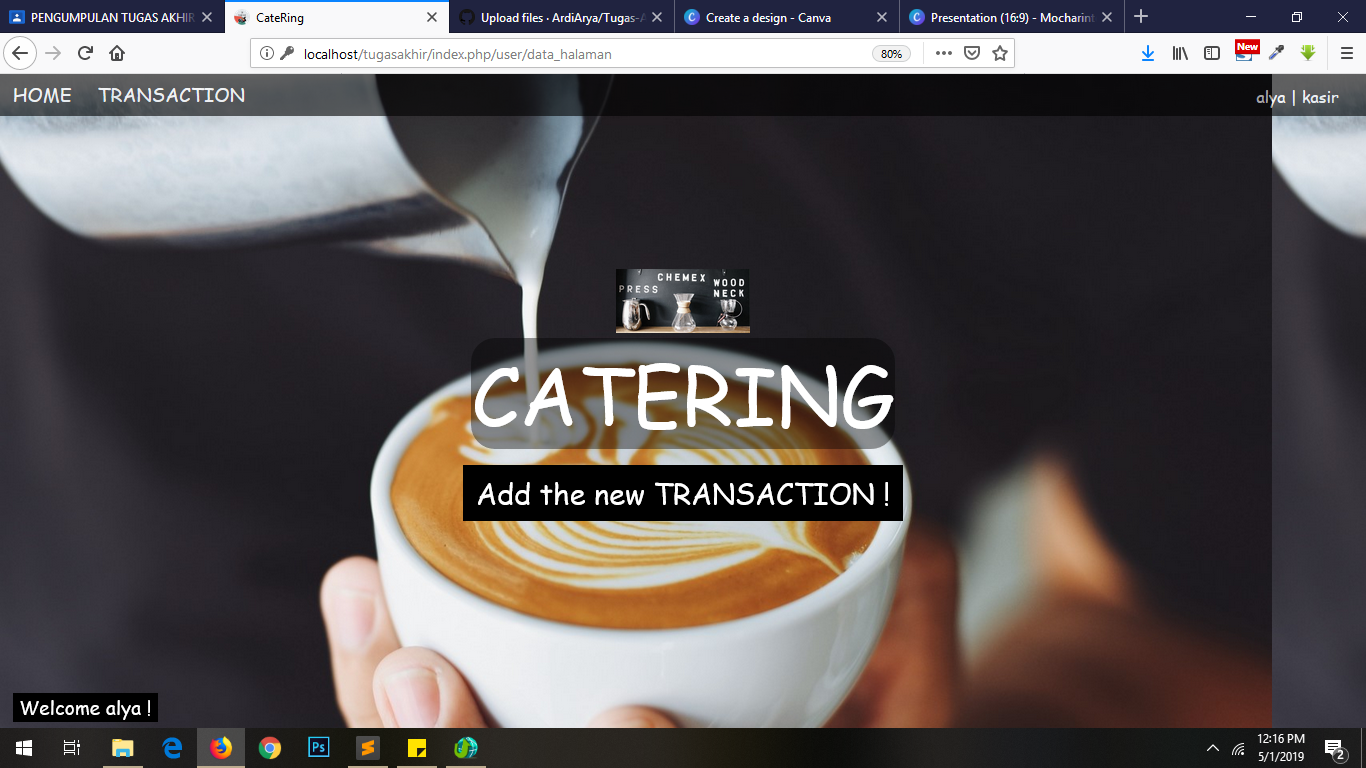 PENGUMPULAN TUGAS AKHIR
CateRing
Upload files · ArdiArya/Tugas-A
Create a design - Canva
Presentation (16:9) - Mocharint
localhost/tugasakhir/index.php/user/data_halaman
80%
New
HOME TRANSACTION
alya | kasir
PRESS
CHEMEX
WOOD
NECK
CATERING
Add the new TRANSACTION !
Welcome alya !
Ps
12:16 PM
5/1/2019
2